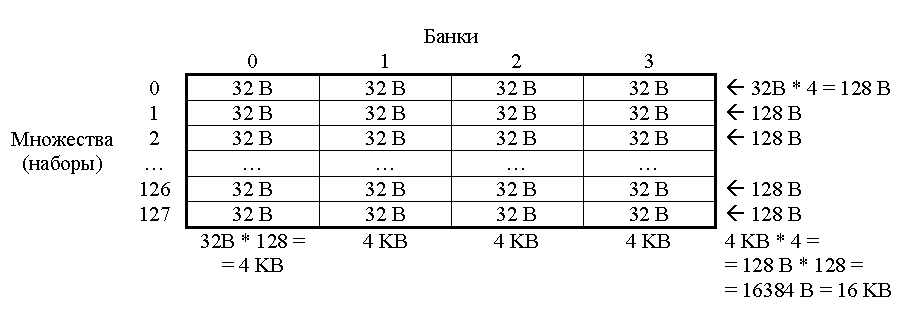 Банки
0 1 2 3
0 32 B 32 B 32 B 32 B ← 32B * 4 = 128 B
1 32 B 32 B 32 B 32 B ← 128 B
Множества 2 32 B 32 B 32 B 32 B ← 128 B
(наборы) … … … … …
126 32 B 32 B 32 B 32 B ← 128 B
127 32 B 32 B 32 B 32 B ← 128 B
32B * 128 = 4 KB 4 KB 4 KB 4 KB * 4 =
= 4 KB = 128 B * 128 =
= 16384 B = 16 KB